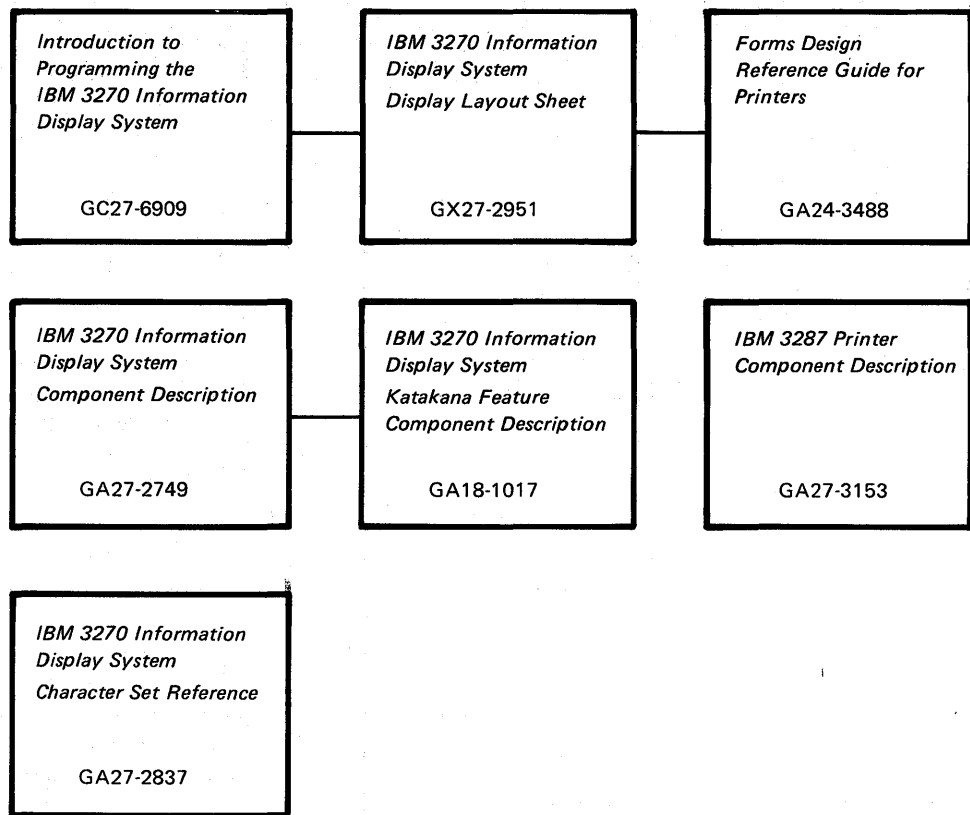 Introduction to
Programming the
IBM 3270 Information
Display System
GC27-6909
IBM 3270 Information
Display System
Display Layout Sheet
GX27-2951
Forms Design
Reference Guide for
Printers
GA24-3488
IBM 3270 Information
Display System
Component Description
GA27-2749
IBM 3270 Information
Display System
Katakana Feature
Component Description
GA18-1017
IBM 3287 Printer
Component Description
GA27-3153
IBM 3270 Information
Display System
Character Set Reference
GA27-2837